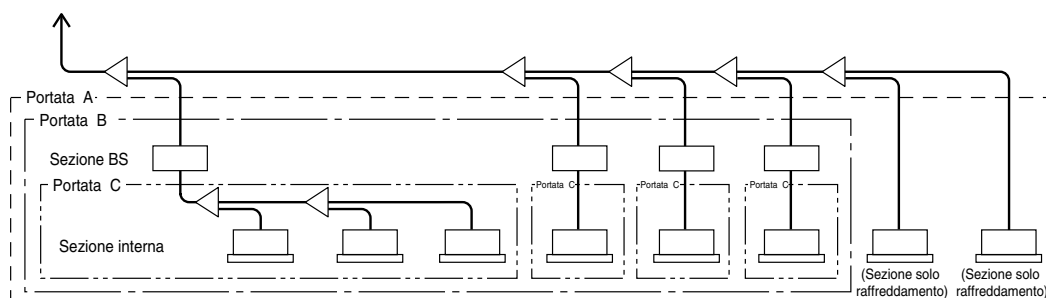 Portata A
Portata B
Sezione BS
Portata C
Portata C
Portata C
Portata C
Sezione interna
(Sezione solo
raffreddamento)
(Sezione solo
raffreddamento)